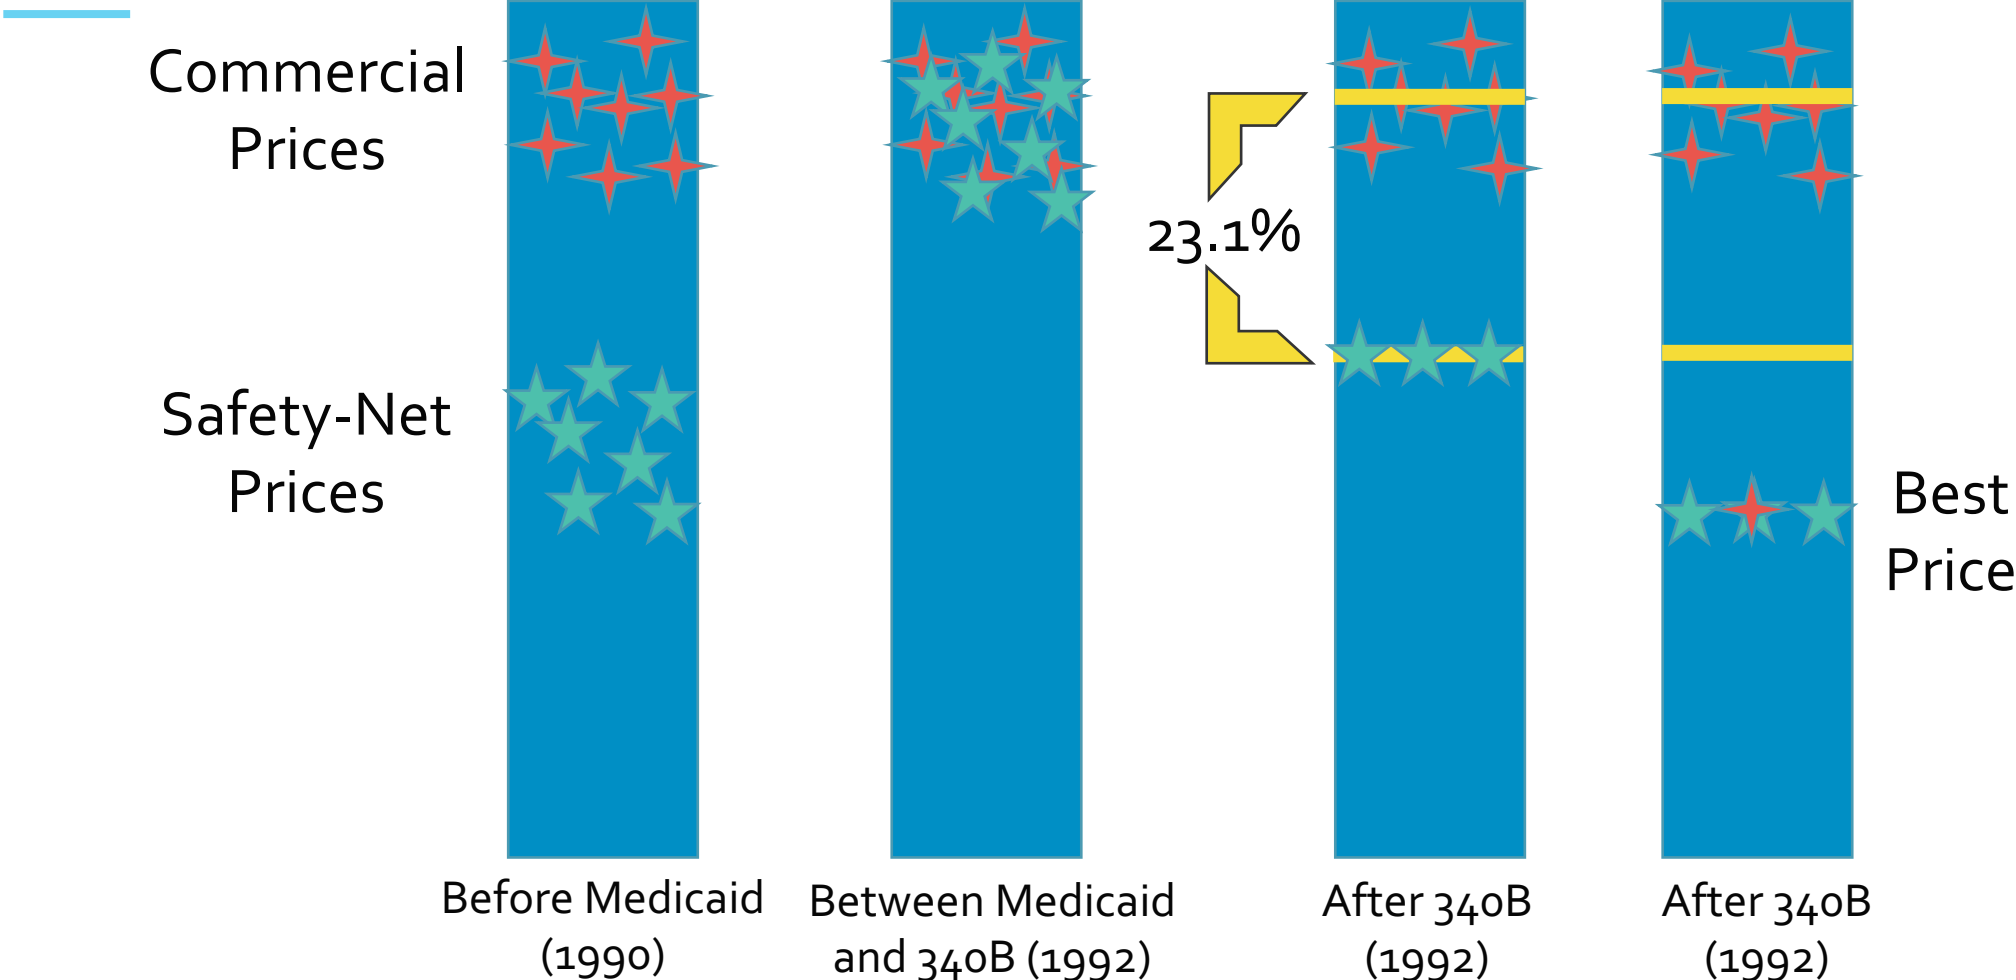 Commercial
Prices
23.1%
Safety-Net
Prices
Best
Price
Before Medicaid
(1990)
Between Medicaid
and 340B (1992)
After 340B
(1992)
After 340B
(1992)